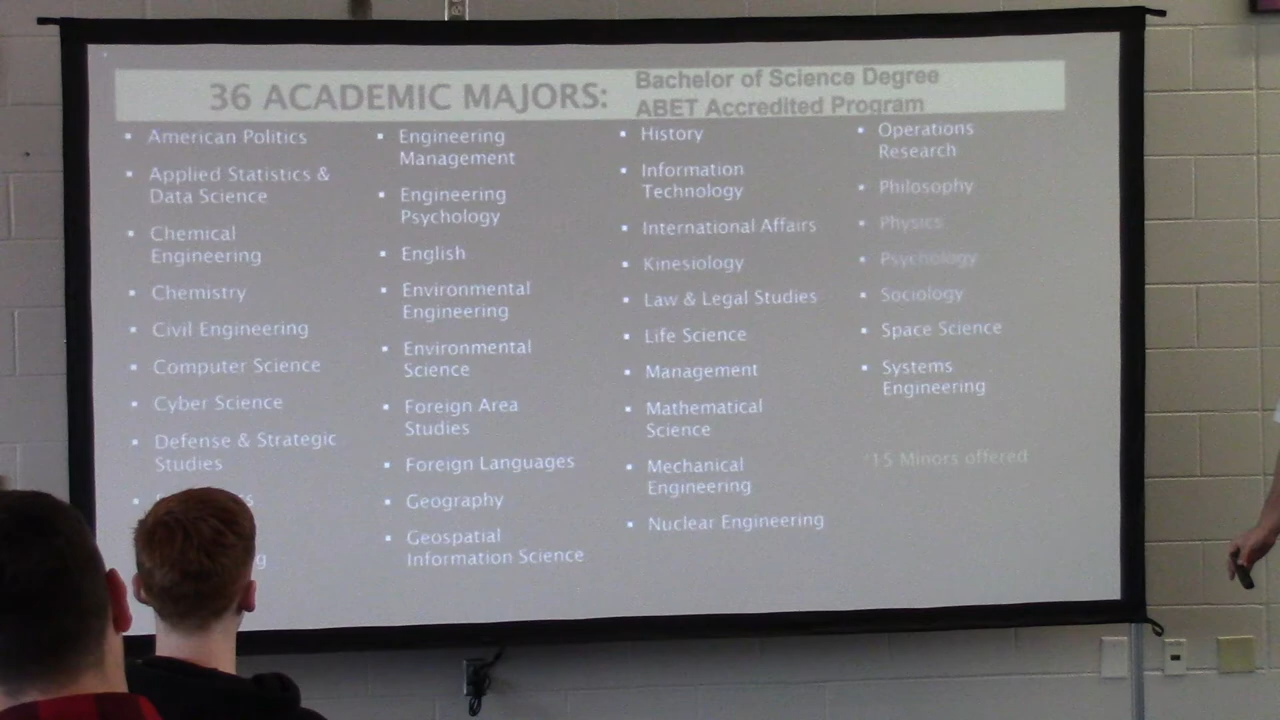 36 ACADEMIC MAJORS:
Bachelor of Science Degree
ABET Accredited Program
▪ American Politics
▪ Applied Statistics &
Data Science
▪ Chemical
Engineering
▪ Chemistry
▪ Civil Engineering
▪ Computer Science
▪ Cyber Science
▪ Defense & Strategic
Studies
▪ Engineering
Management
▪ Engineering
Psychology
▪ English
▪ Environmental
Engineering
▪ Environmental
Science
▪ Foreign Area
Studies
▪ Foreign Languages
▪ Geography
▪ Geospatial
Information Science
▪ History
▪ Information
Technology
▪ International Affairs
▪ Kinesiology
▪ Law & Legal Studies
▪ Life Science
▪ Management
▪ Mathematical
Science
▪ Mechanical
Engineering
▪ Nuclear Engineering
▪ Operations
Research
▪ Philosophy
▪ Physics
▪ Psychology
▪ Sociology
▪ Space Science
▪ Systems
Engineering
*15 Minors offered